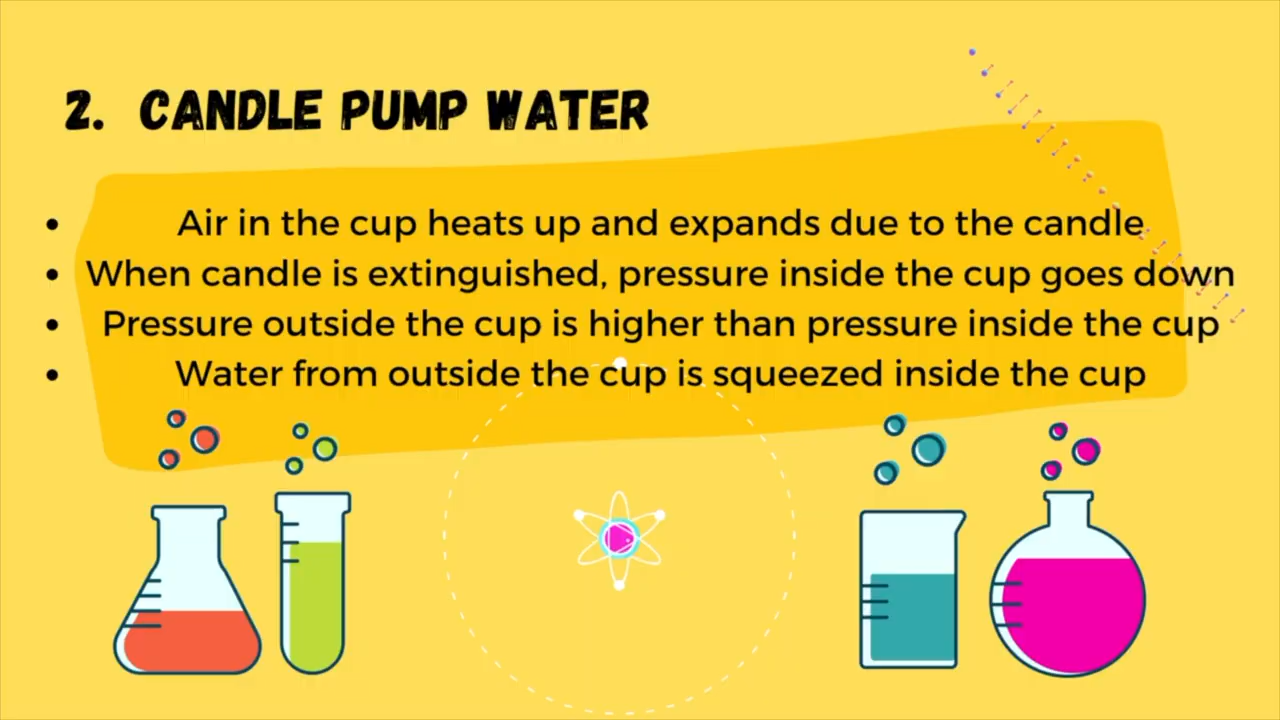 2. CANDLE PUMP WATER
• Air in the cup heats up and expands due to the candle
• When candle is extinguished, pressure inside the cup goes down
• Pressure outside the cup is higher than pressure inside the cup
• Water from outside the cup is squeezed inside the cup